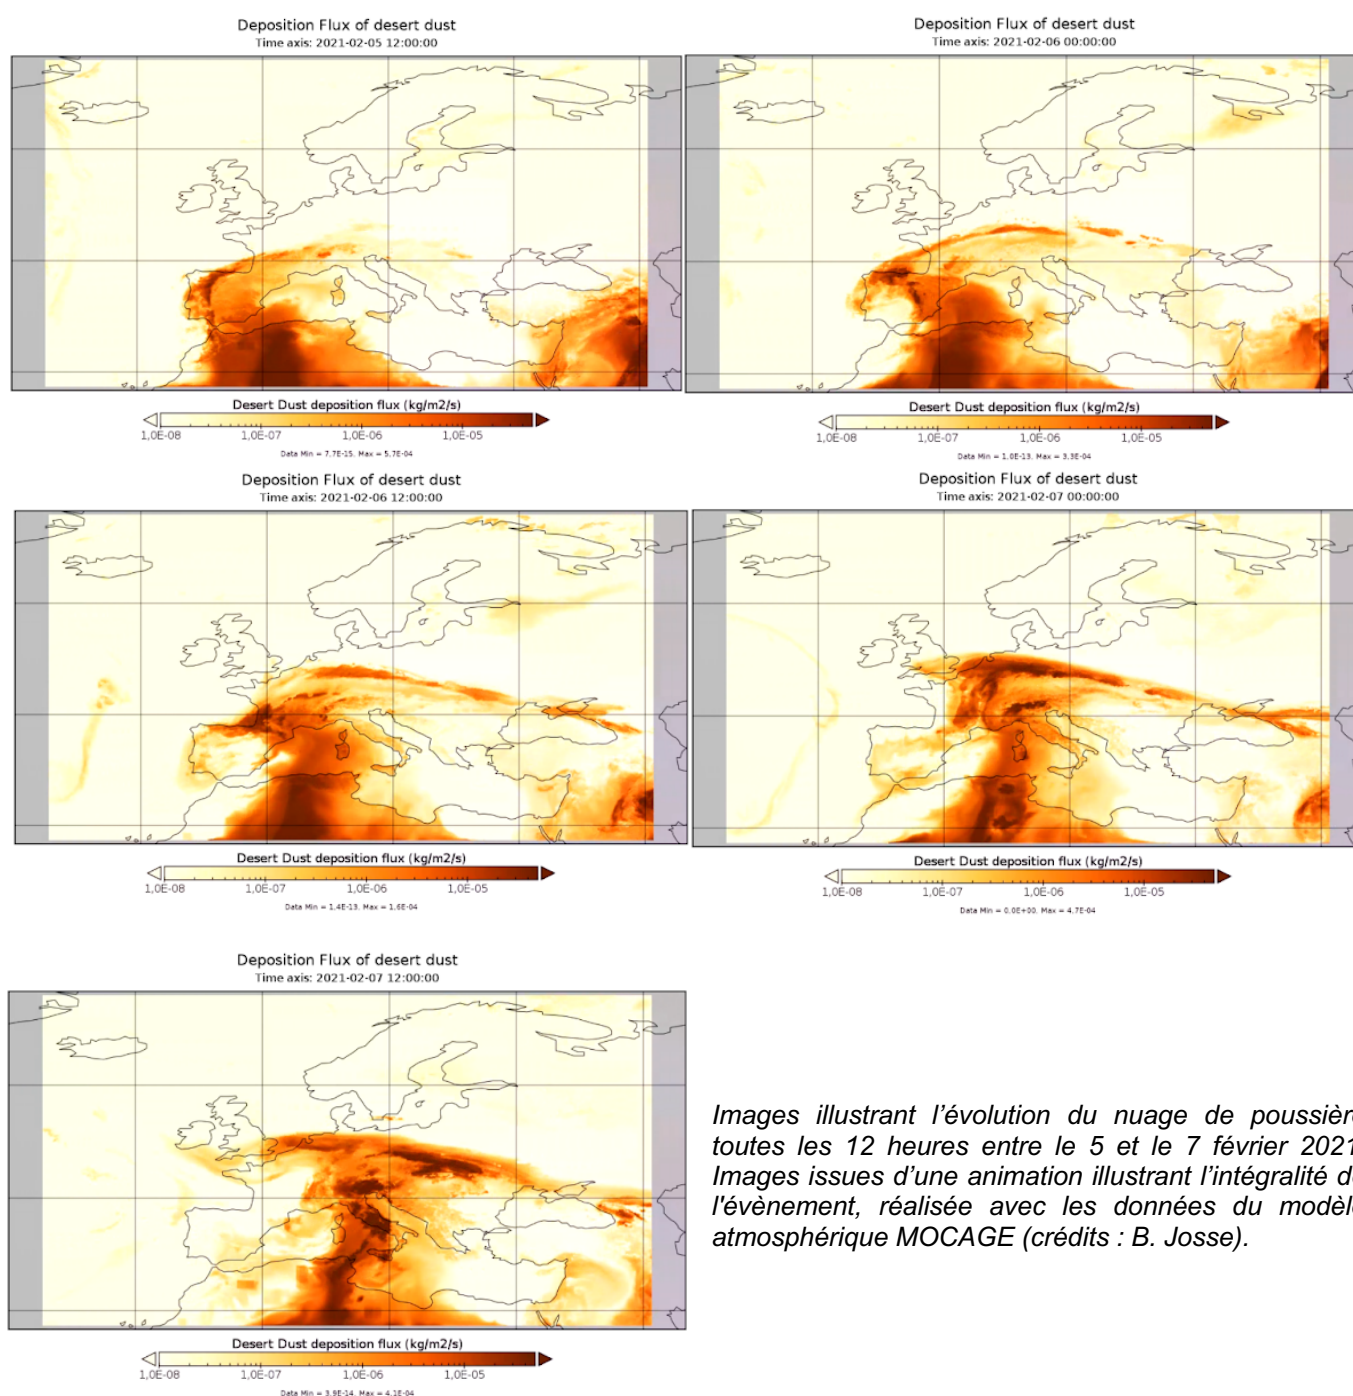 Deposition Flux of desert dust
Time axis: 2021-02-05 12:00:00
Desert Dust deposition flux (kg/m2/s)
1,0E-08 1,0E-07 1,0E-06 1,0E-05
Data Min = 7.7E-15, Max = 5.7E-04
Deposition Flux of desert dust
Time axis: 2021-02-06 00:00:00
Desert Dust deposition flux (kg/m2/s)
1,0E-08 1,0E-07 1,0E-06 1,0E-05
Data Min = 1.0E-13, Max = 3.3E-04
Deposition Flux of desert dust
Time axis: 2021-02-06 12:00:00
Desert Dust deposition flux (kg/m2/s)
1,0E-08 1,0E-07 1,0E-06 1,0E-05
Data Min = 1.4E-13, Max = 1.6E-04
Deposition Flux of desert dust
Time axis: 2021-02-07 00:00:00
Desert Dust deposition flux (kg/m2/s)
1,0E-08 1,0E-07 1,0E-06 1,0E-05
Data Min = 0.0E+00, Max = 4.7E-04
Deposition Flux of desert dust
Time axis: 2021-02-07 12:00:00
Desert Dust deposition flux (kg/m2/s)
1,0E-08 1,0E-07 1,0E-06 1,0E-05
Data Min = 3.9E-14, Max = 4.1E-04
Images illustrant l'évolution du nuage de poussière
toutes les 12 heures entre le 5 et le 7 février 2021
Images issues d'une animation illustrant l'intégralité de
l'évènement, réalisée avec les données du modèle
atmosphérique MOCAGE (crédits : B. Josse).